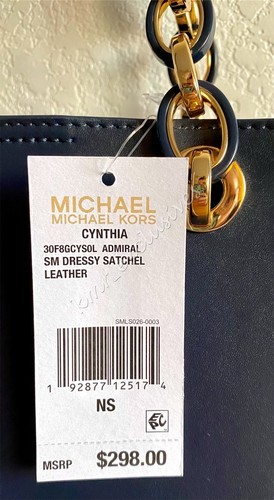 MICHAEL
MICHAEL KORS
CYNTHIA
30F8GCYS0L ADMIRAL
SM DRESSY SATCHEL
LEATHER
SMLS026-0003
1 92877 12517 4
NS
EPC
MSRP $298.00